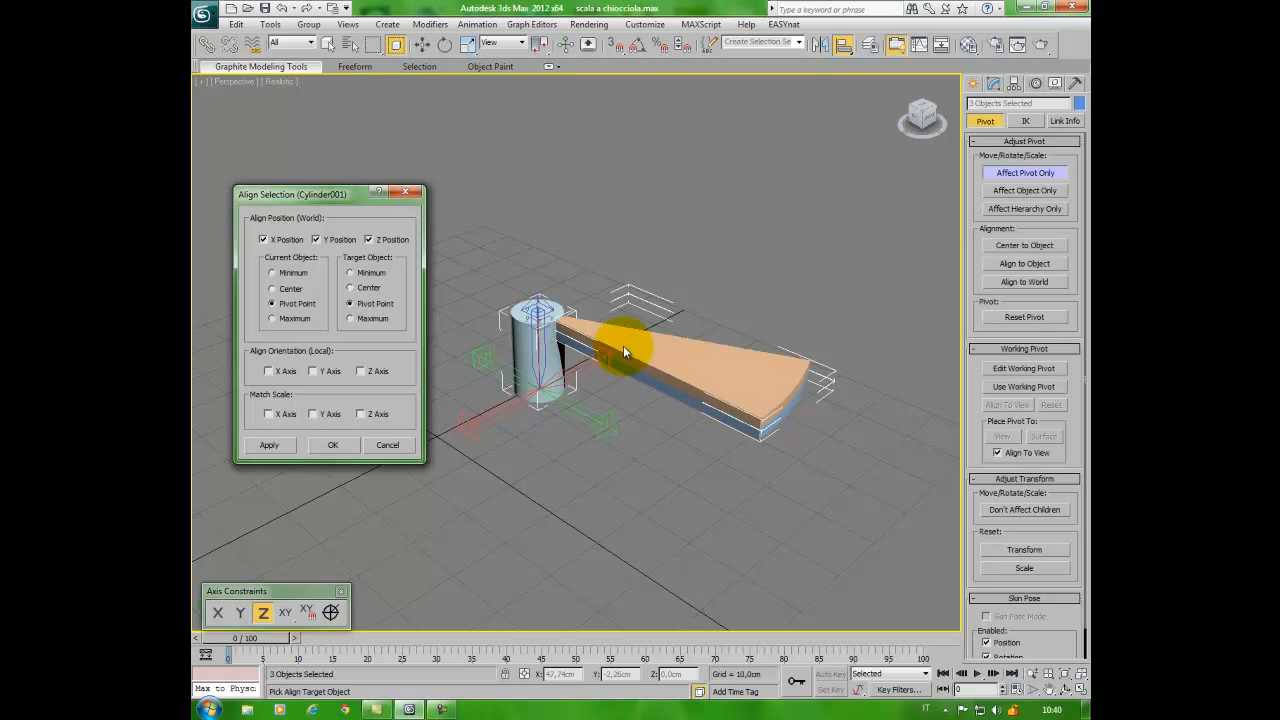 Autodesk 3ds Max 2012 x64 scala a chiocciola.max
Type a keyword or phrase
Edit Tools Group Views Create Modifiers Animation Graph Editors Rendering Customize MAXScript Help EASYnat
All View Create Selection Se
Graphite Modeling Tools Freeform Selection Object Paint
[ + ] [ Perspective ] [ Realistic ]
3 Objects Selected
Pivot IK Link Info
Adjust Pivot
Move/Rotate/Scale:
Affect Pivot Only
Affect Object Only
Affect Hierarchy Only
Alignment:
Center to Object
Align to Object
Align to World
Pivot:
Reset Pivot
Working Pivot
Edit Working Pivot
Use Working Pivot
Align To View Reset
Place Pivot To:
View Surface
Align To View
Adjust Transform
Move/Rotate/Scale:
Don't Affect Children
Reset:
Transform
Scale
Skin Pose
Skin Pose Mode
Enabled:
Position
Align Selection (Cylinder001)
Align Position (World):
X Position Y Position Z Position
Current Object: Target Object:
Minimum Minimum
Center Center
Pivot Point Pivot Point
Maximum Maximum
Align Orientation (Local):
X Axis Y Axis Z Axis
Match Scale:
X Axis Y Axis Z Axis
Apply OK Cancel
Axis Constraints
X Y Z XY XY
0 / 100
0 5 10 15 20 25 30 35 40 45 50 55 60 65 70 75 80 85 90 95 100
3 Objects Selected X: 47,74cm Y: -2,26cm Z: 0,0cm Grid = 10,0cm Auto Key Selected
Max to Physc Pick Align Target Object Add Time Tag Set Key Key Filters... 0
IT 10:40